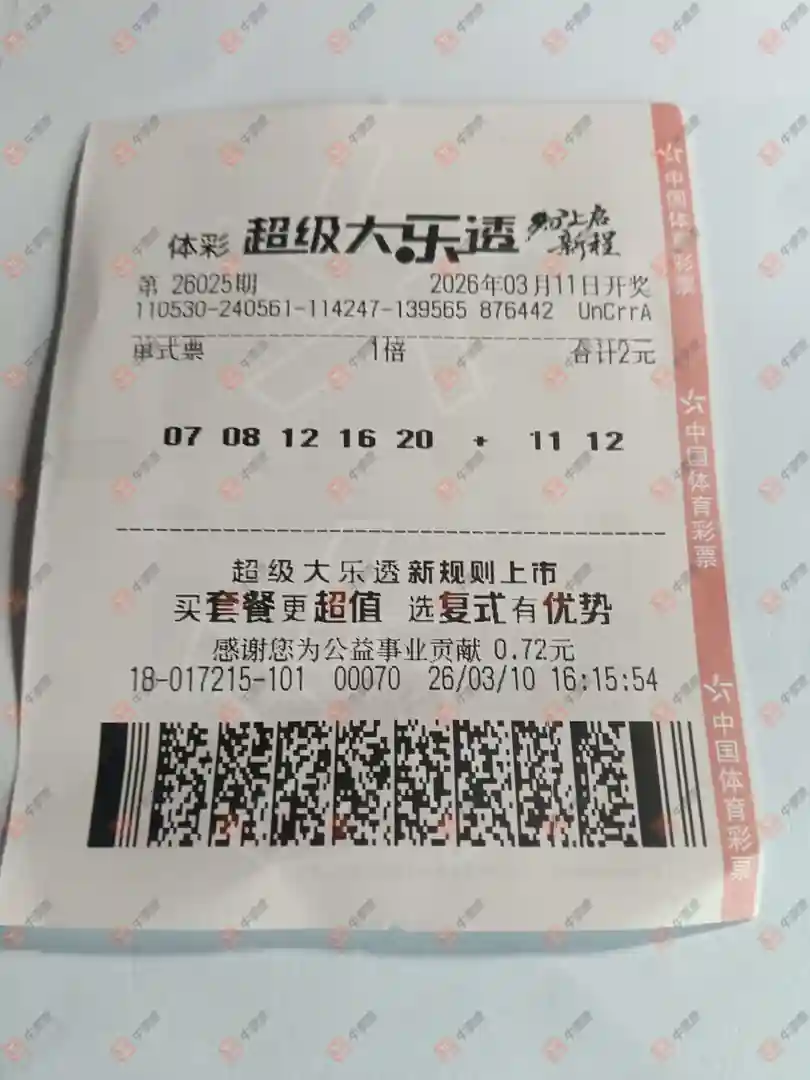 体彩 超级大乐透 马上启
新程
第 26025期 2026年03月11日开奖
110530-240561-114247-139565 876442 UnCrrA
单式票 1倍 合计2元
07 08 12 16 20 + 11 12
超级大乐透新规则上市
买套餐更超值 选复式有优势
感谢您为公益事业贡献 0.72元
18-017215-101 00070 26/03/10 16:15:54
中国体育彩票
中国体育彩票
中国体育彩票